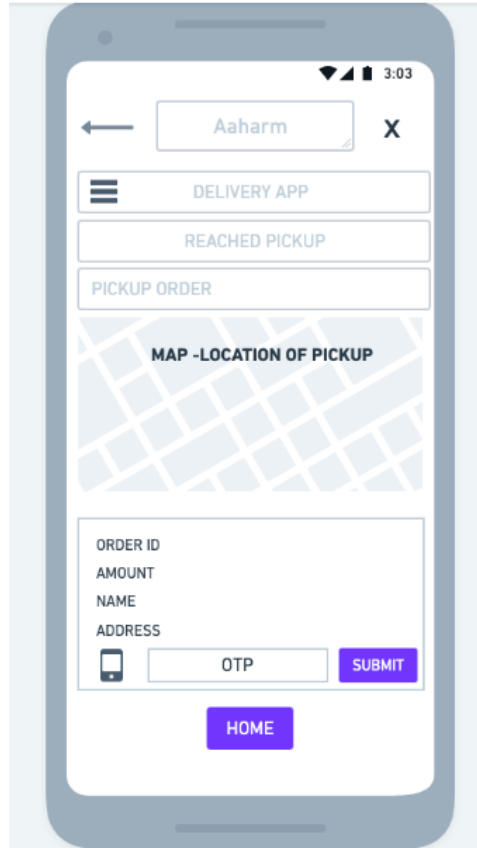 3:03
Aaharm
X
DELIVERY APP
REACHED PICKUP
PICKUP ORDER
MAP -LOCATION OF PICKUP
ORDER ID
AMOUNT
NAME
ADDRESS
OTP SUBMIT
HOME